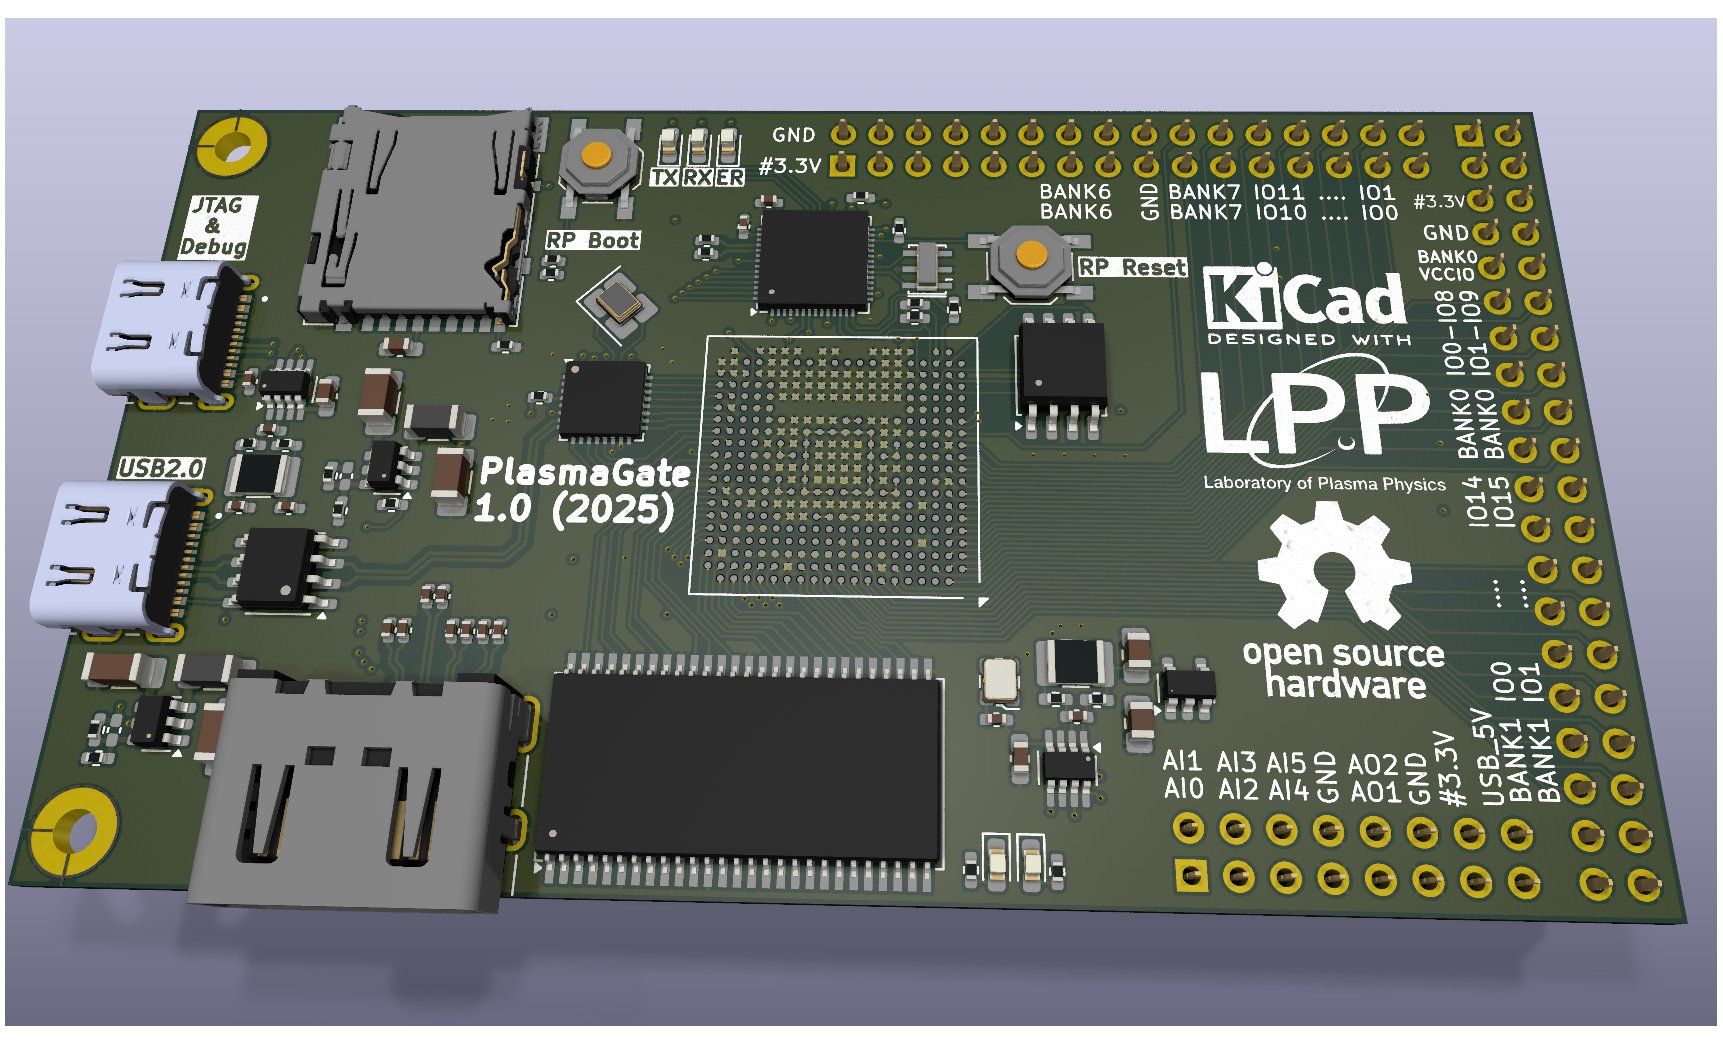 GND
#3.3V
TX RX ER
JTAG
&
Debug
RP Boot
BANK6 GND BANK7 IO11 .... IO1
BANK6 BANK7 IO10 .... IO0
#3.3V
GND
BANK0
VCCIO
RP Reset
KiCad
DESIGNED WITH
LPP
Laboratory of Plasma Physics
BANK0 IO0-IO8
BANK0 IO1-IO9
IO14
IO15
....
....
USB2.0
PlasmaGate
1.0 (2025)
open source
hardware
BANK1 IO0
BANK1 IO1
USB_5V
#3.3V
AI1 AI3 AI5 GND AO2 GND
AI0 AI2 AI4 AO1